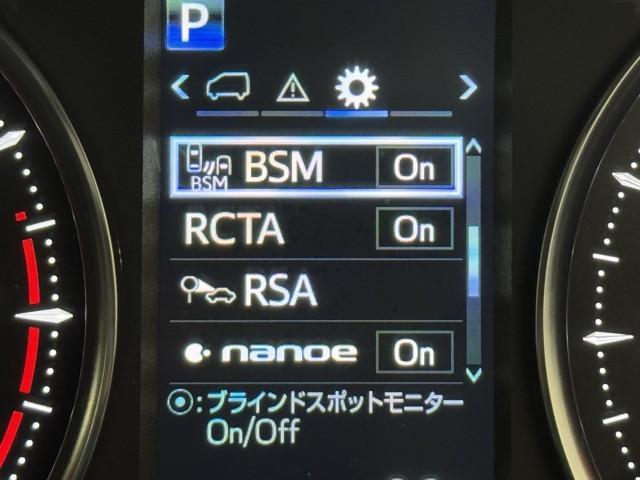 P
BSM BSM On
RCTA On
RSA
nanoe On
:ブラインドスポットモニター
On/Off